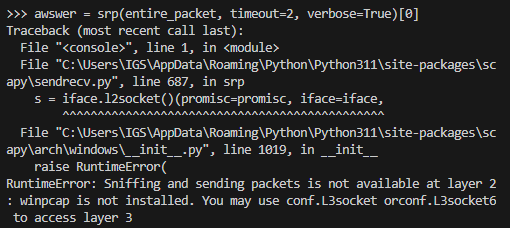 >>> awswer = srp(entire_packet, timeout=2, verbose=True)[0]
Traceback (most recent call last):
  File "<console>", line 1, in <module>
  File "C:\Users\IGS\AppData\Roaming\Python\Python311\site-packages\sc
apy\sendrecv.py", line 687, in srp
    s = iface.l2socket()(promisc=promisc, iface=iface,
        ^^^^^^^^^^^^^^^^^^^^^^^^^^^^^^^^^^^^^^^^^^^^^^
  File "C:\Users\IGS\AppData\Roaming\Python\Python311\site-packages\sc
apy\arch\windows\__init__.py", line 1019, in __init__
    raise RuntimeError(
RuntimeError: Sniffing and sending packets is not available at layer 2
: winpcap is not installed. You may use conf.L3socket orconf.L3socket6
 to access layer 3